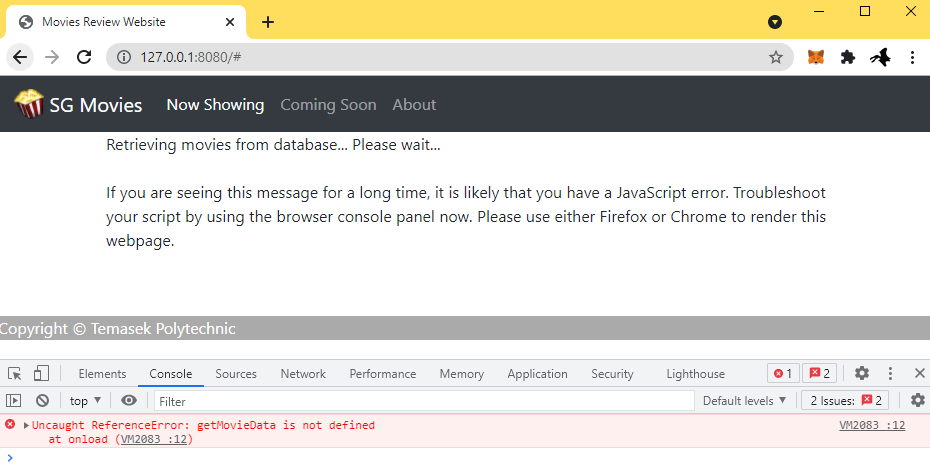 Movies Review Website
127.0.0.1:8080/#
SG Movies Now Showing Coming Soon About
Retrieving movies from database... Please wait...
If you are seeing this message for a long time, it is likely that you have a JavaScript error. Troubleshoot
your script by using the browser console panel now. Please use either Firefox or Chrome to render this
webpage.
Copyright © Temasek Polytechnic
Elements Console Sources Network Performance Memory Application Security Lighthouse 1 2
top Filter Default levels 2 Issues: 2
Uncaught ReferenceError: getMovieData is not defined VM2083 :12
at onload (VM2083 :12)